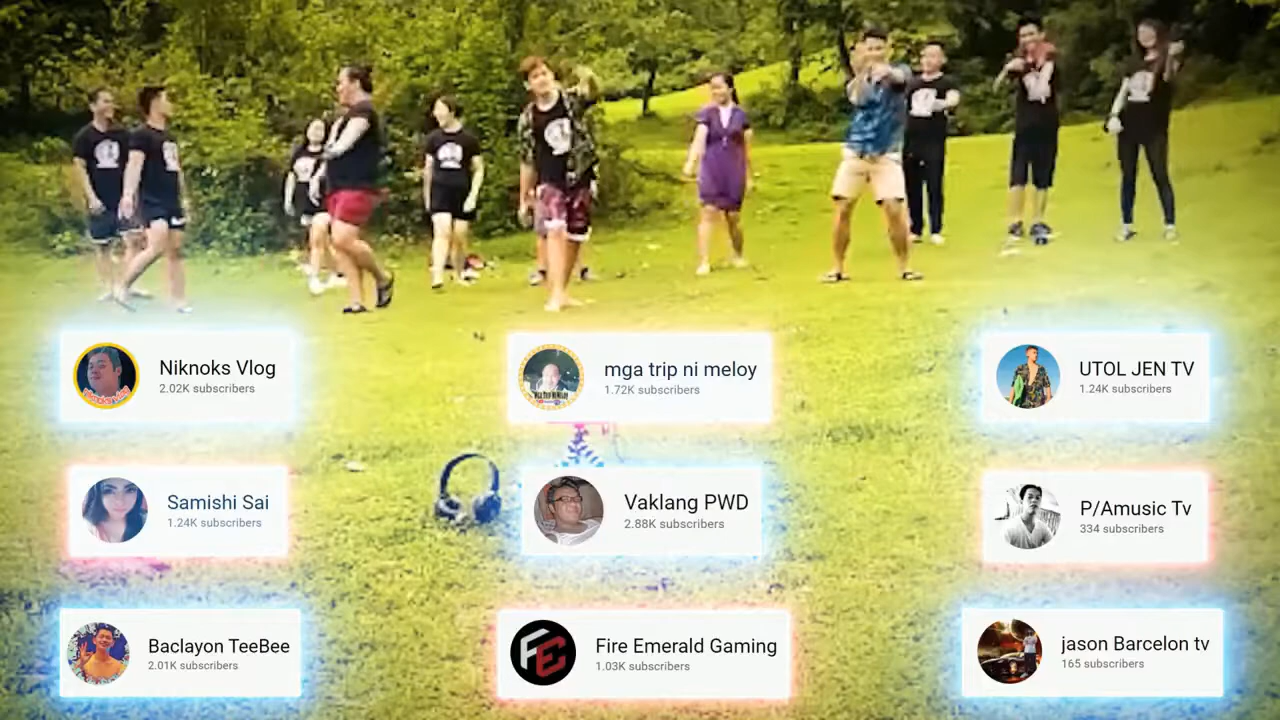 Niknoks Vlog
2.02K subscribers
mga trip ni meloy
1.72K subscribers
UTOL JEN TV
1.24K subscribers
Samishi Sai
1.24K subscribers
Vaklang PWD
2.88K subscribers
P/Amusic Tv
334 subscribers
Baclayon TeeBee
2.01K subscribers
Fire Emerald Gaming
1.03K subscribers
FE
jason Barcelon tv
165 subscribers